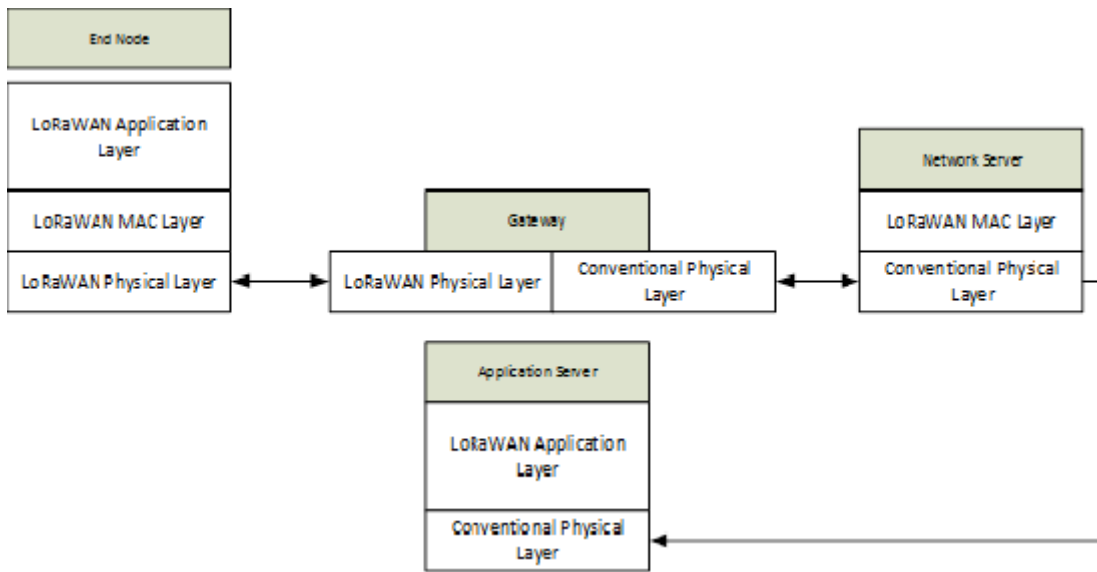 End Node
LoRaWAN Application
Layer
LoRaWAN MAC Layer
LoRaWAN Physical Layer
Gateway
LoRaWAN Physical Layer
Conventional Physical
Layer
Network Server
LoRaWAN MAC Layer
Conventional Physical
Layer
Application Server
LoRaWAN Application
Layer
Conventional Physical
Layer